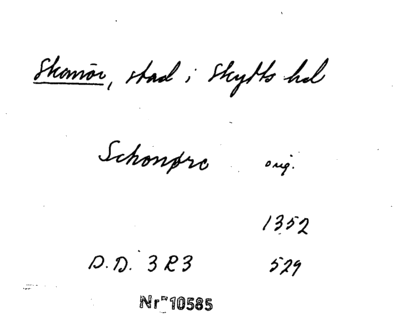 Skanör, stad i Skytts hd
Schonøre orig.
1352
D.D. 3 R 3 529
Nr 10585